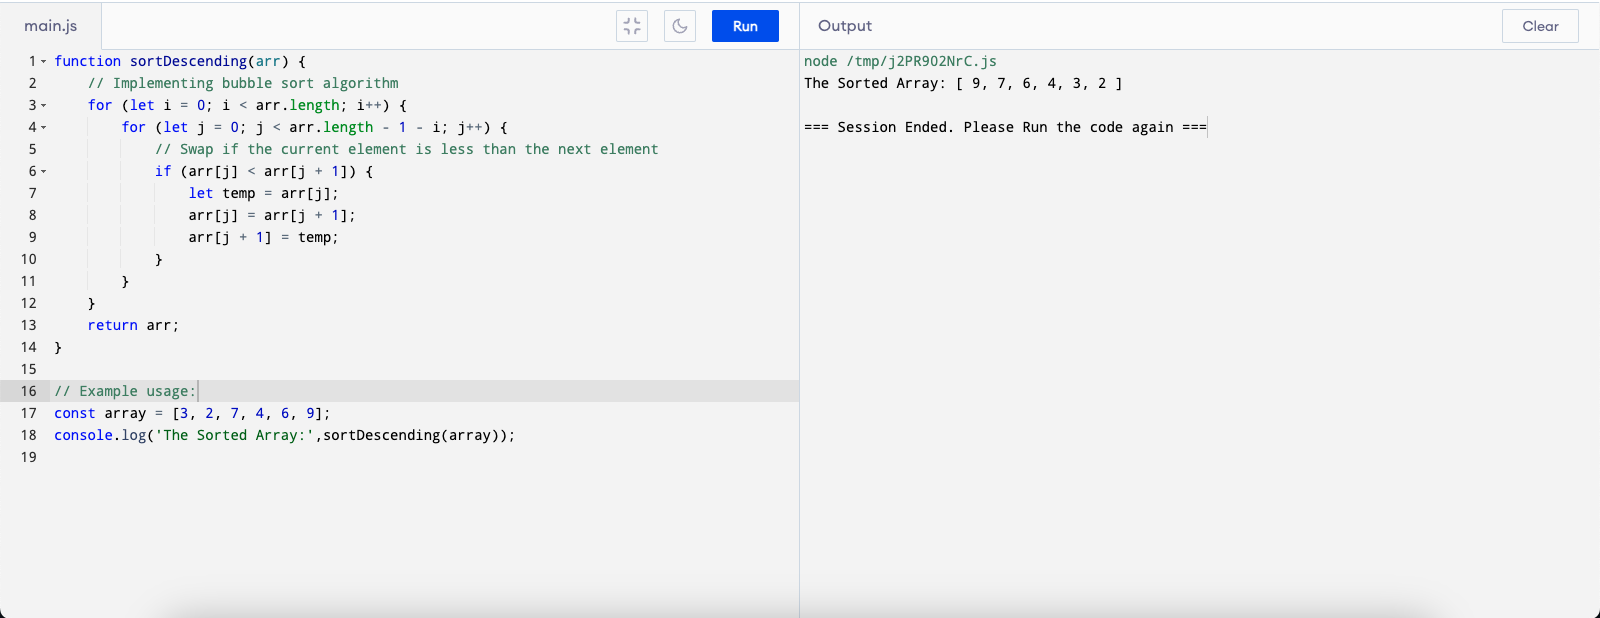 main.js
Run
Output
Clear
1 function sortDescending(arr) {
2     // Implementing bubble sort algorithm
3     for (let i = 0; i < arr.length; i++) {
4         for (let j = 0; j < arr.length - 1 - i; j++) {
5             // Swap if the current element is less than the next element
6             if (arr[j] < arr[j + 1]) {
7                 let temp = arr[j];
8                 arr[j] = arr[j + 1];
9                 arr[j + 1] = temp;
10             }
11         }
12     }
13     return arr;
14 }
15
16 // Example usage:
17 const array = [3, 2, 7, 4, 6, 9];
18 console.log('The Sorted Array:',sortDescending(array));
19
node /tmp/j2PR9O2NrC.js
The Sorted Array: [ 9, 7, 6, 4, 3, 2 ]
=== Session Ended. Please Run the code again ===